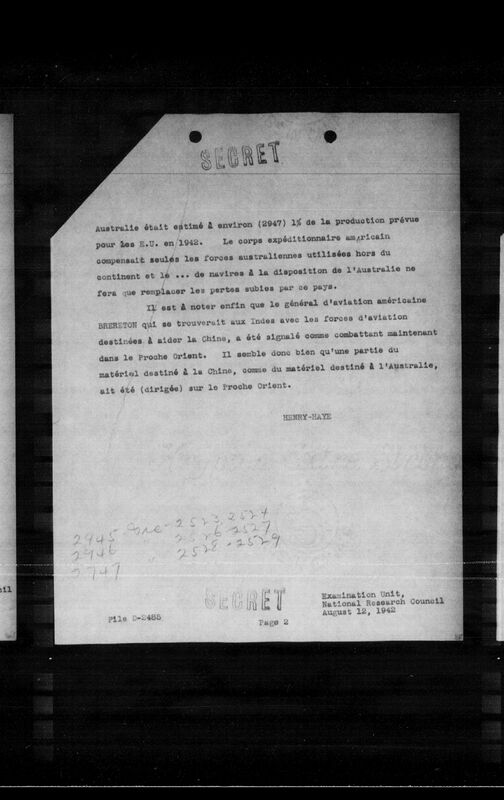 SECRET
Australie était estimé à environ (2947) 1% de la production prévue
pour les E.U. en 1942. Le corps expéditionnaire américain
compensait seules les forces australiennes utilisées hors du
continent et le ... de navires à la disposition de l'Australie ne
fera que remplacer les pertes subies par ce pays.
Il est à noter enfin que le général d'aviation américaine
BRERETON qui se trouverait aux Indes avec les forces d'aviation
destinées à aider la Chine, a été signalé comme combattant maintenant
dans le Proche Orient. Il semble donc bien qu'une partie du
matériel destiné à la Chine, comme du matériel destiné à l'Australie,
ait été (dirigée) sur le Proche Orient.
HENRY-HAYE
2945 2523, 2524
2946 " 2526-2527
2947 " 2528-2529
SECRET
File D-2485
Page 2
Examination Unit,
National Research Council
August 12, 1942